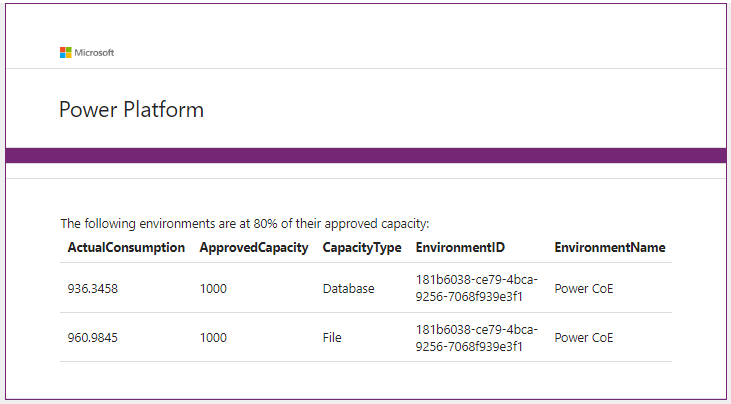 Microsoft
Power Platform
The following environments are at 80% of their approved capacity:
ActualConsumption ApprovedCapacity CapacityType EnvironmentID EnvironmentName
936.3458 1000 Database 181b6038-ce79-4bca-
9256-7068f939e3f1 Power CoE
960.9845 1000 File 181b6038-ce79-4bca-
9256-7068f939e3f1 Power CoE